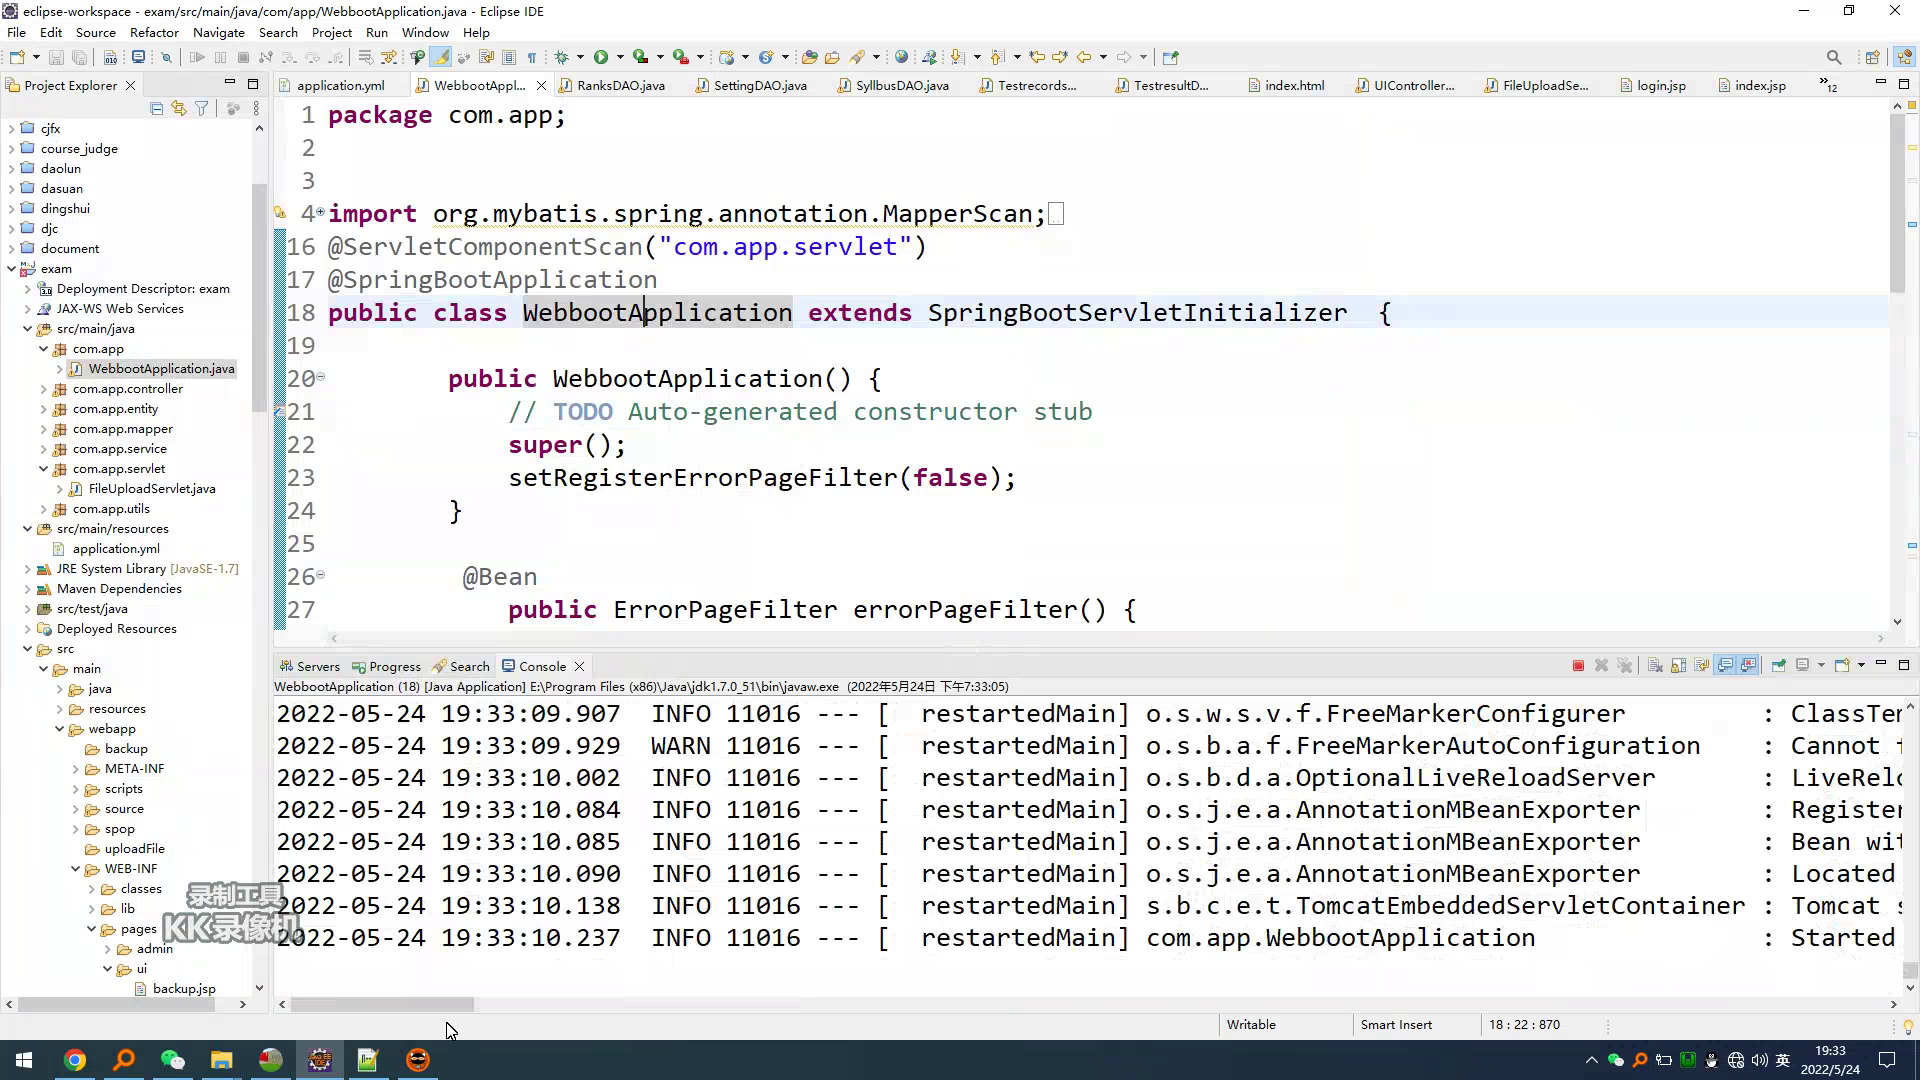 eclipse-workspace - exam/src/main/java/com/app/WebbootApplication.java - Eclipse IDE
File Edit Source Refactor Navigate Search Project Run Window Help
Project Explorer
application.yml WebbootAppl... RanksDAO.java SettingDAO.java SyllbusDAO.java Testrecords... TestresultD... index.html UIController... FileUploadSe... login.jsp index.jsp 12
cjfx
course_judge
daolun
dasuan
dingshui
djc
document
exam
Deployment Descriptor: exam
JAX-WS Web Services
src/main/java
com.app
WebbootApplication.java
com.app.controller
com.app.entity
com.app.mapper
com.app.service
com.app.servlet
FileUploadServlet.java
com.app.utils
src/main/resources
application.yml
JRE System Library [JavaSE-1.7]
Maven Dependencies
src/test/java
Deployed Resources
src
main
java
resources
webapp
backup
META-INF
scripts
source
spop
uploadFile
WEB-INF
classes
lib
pages
admin
ui
backup.jsp
1 package com.app;
2
3
4 import org.mybatis.spring.annotation.MapperScan;
16 @ServletComponentScan("com.app.servlet")
17 @SpringBootApplication
18 public class WebbootApplication extends SpringBootServletInitializer {
19
20 public WebbootApplication() {
21 // TODO Auto-generated constructor stub
22 super();
23 setRegisterErrorPageFilter(false);
24 }
25
26 @Bean
27 public ErrorPageFilter errorPageFilter() {
Servers Progress Search Console
WebbootApplication (18) [Java Application] E:\Program Files (x86)\Java\jdk1.7.0_51\bin\javaw.exe (2022年5月24日 下午7:33:05)
2022-05-24 19:33:09.907 INFO 11016 --- [ restartedMain] o.s.w.s.v.f.FreeMarkerConfigurer : ClassTem
2022-05-24 19:33:09.929 WARN 11016 --- [ restartedMain] o.s.b.a.f.FreeMarkerAutoConfiguration : Cannot f
2022-05-24 19:33:10.002 INFO 11016 --- [ restartedMain] o.s.b.d.a.OptionalLiveReloadServer : LiveRelo
2022-05-24 19:33:10.084 INFO 11016 --- [ restartedMain] o.s.j.e.a.AnnotationMBeanExporter : Register
2022-05-24 19:33:10.085 INFO 11016 --- [ restartedMain] o.s.j.e.a.AnnotationMBeanExporter : Bean wit
2022-05-24 19:33:10.090 INFO 11016 --- [ restartedMain] o.s.j.e.a.AnnotationMBeanExporter : Located
2022-05-24 19:33:10.138 INFO 11016 --- [ restartedMain] s.b.c.e.t.TomcatEmbeddedServletContainer : Tomcat s
2022-05-24 19:33:10.237 INFO 11016 --- [ restartedMain] com.app.WebbootApplication : Started
录制工具
KK录像机
Writable Smart Insert 18 : 22 : 870
英
19:33
2022/5/24